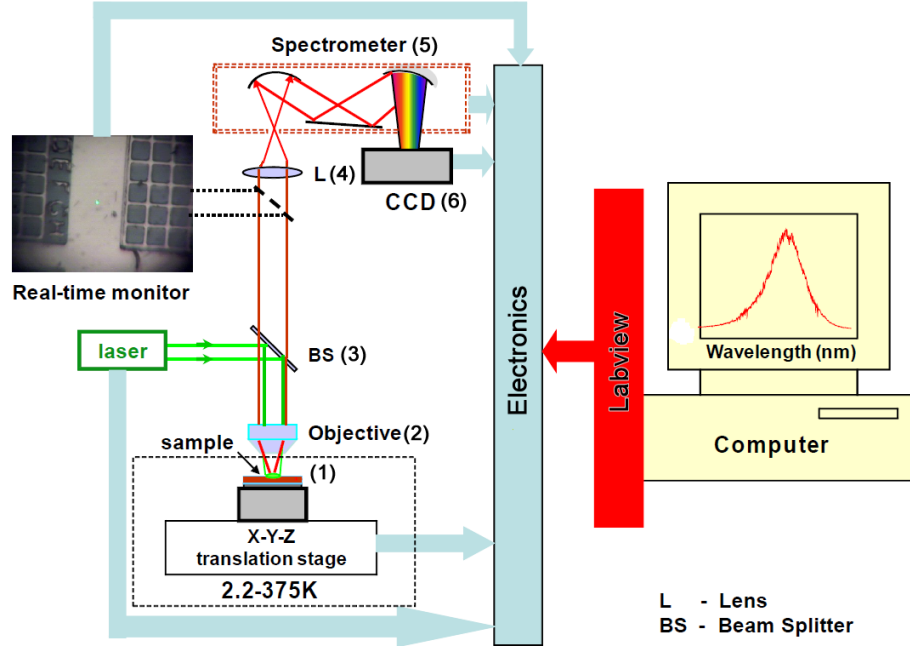 Spectrometer (5)
L (4)
CCD (6)
Real-time monitor
laser
BS (3)
Objective (2)
sample
(1)
X-Y-Z
translation stage
2.2-375K
Electronics
Labview
Wavelength (nm)
Computer
L - Lens
BS - Beam Splitter